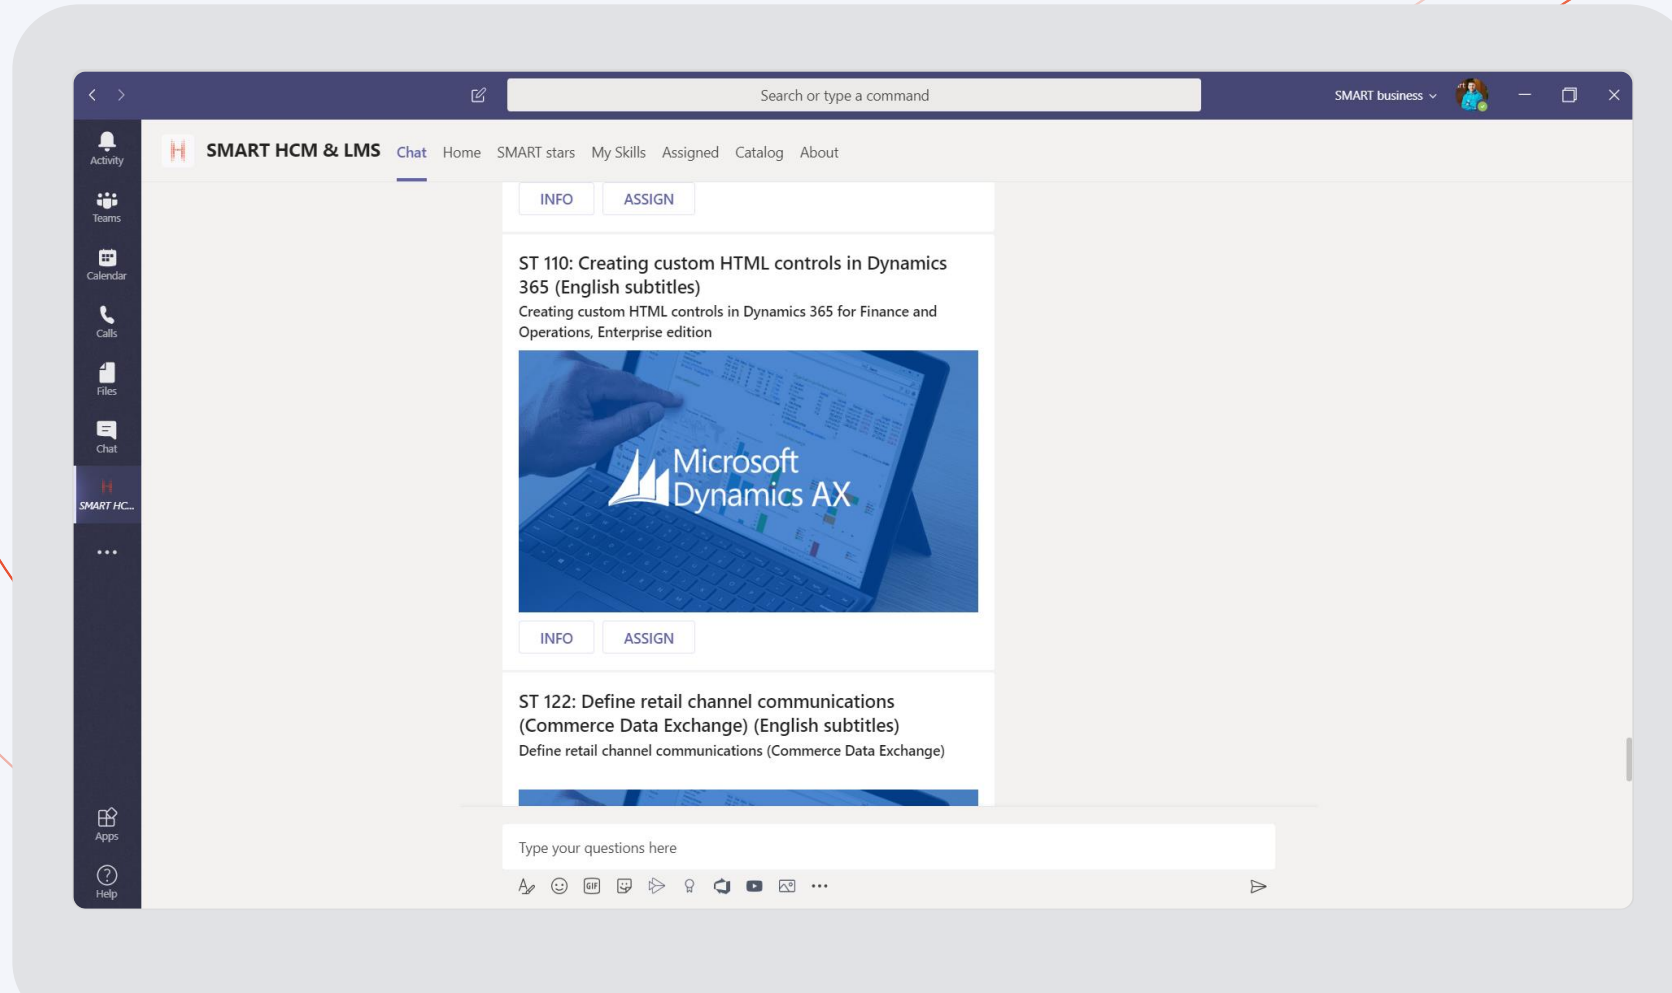 Search or type a command
SMART business
Activity
Teams
Calendar
Calls
Files
Chat
SMART HC...
Apps
Help
SMART HCM & LMS Chat Home SMART stars My Skills Assigned Catalog About
INFO ASSIGN
ST 110: Creating custom HTML controls in Dynamics
365 (English subtitles)
Creating custom HTML controls in Dynamics 365 for Finance and
Operations, Enterprise edition
Microsoft
Dynamics AX
INFO ASSIGN
ST 122: Define retail channel communications
(Commerce Data Exchange) (English subtitles)
Define retail channel communications (Commerce Data Exchange)
Type your questions here
GIF